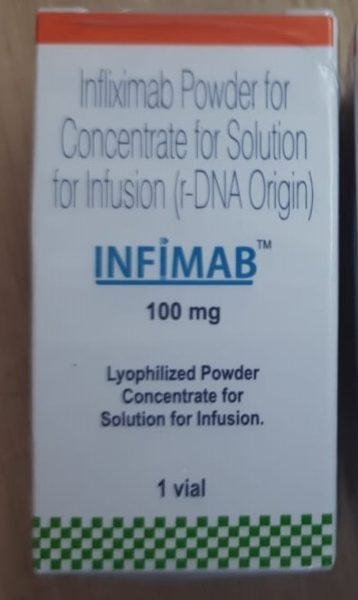 Infliximab Powder for
Concentrate for Solution
for Infusion (r-DNA Origin)
INFIMAB™
100 mg
Lyophilized Powder
Concentrate for
Solution for Infusion.
1 vial